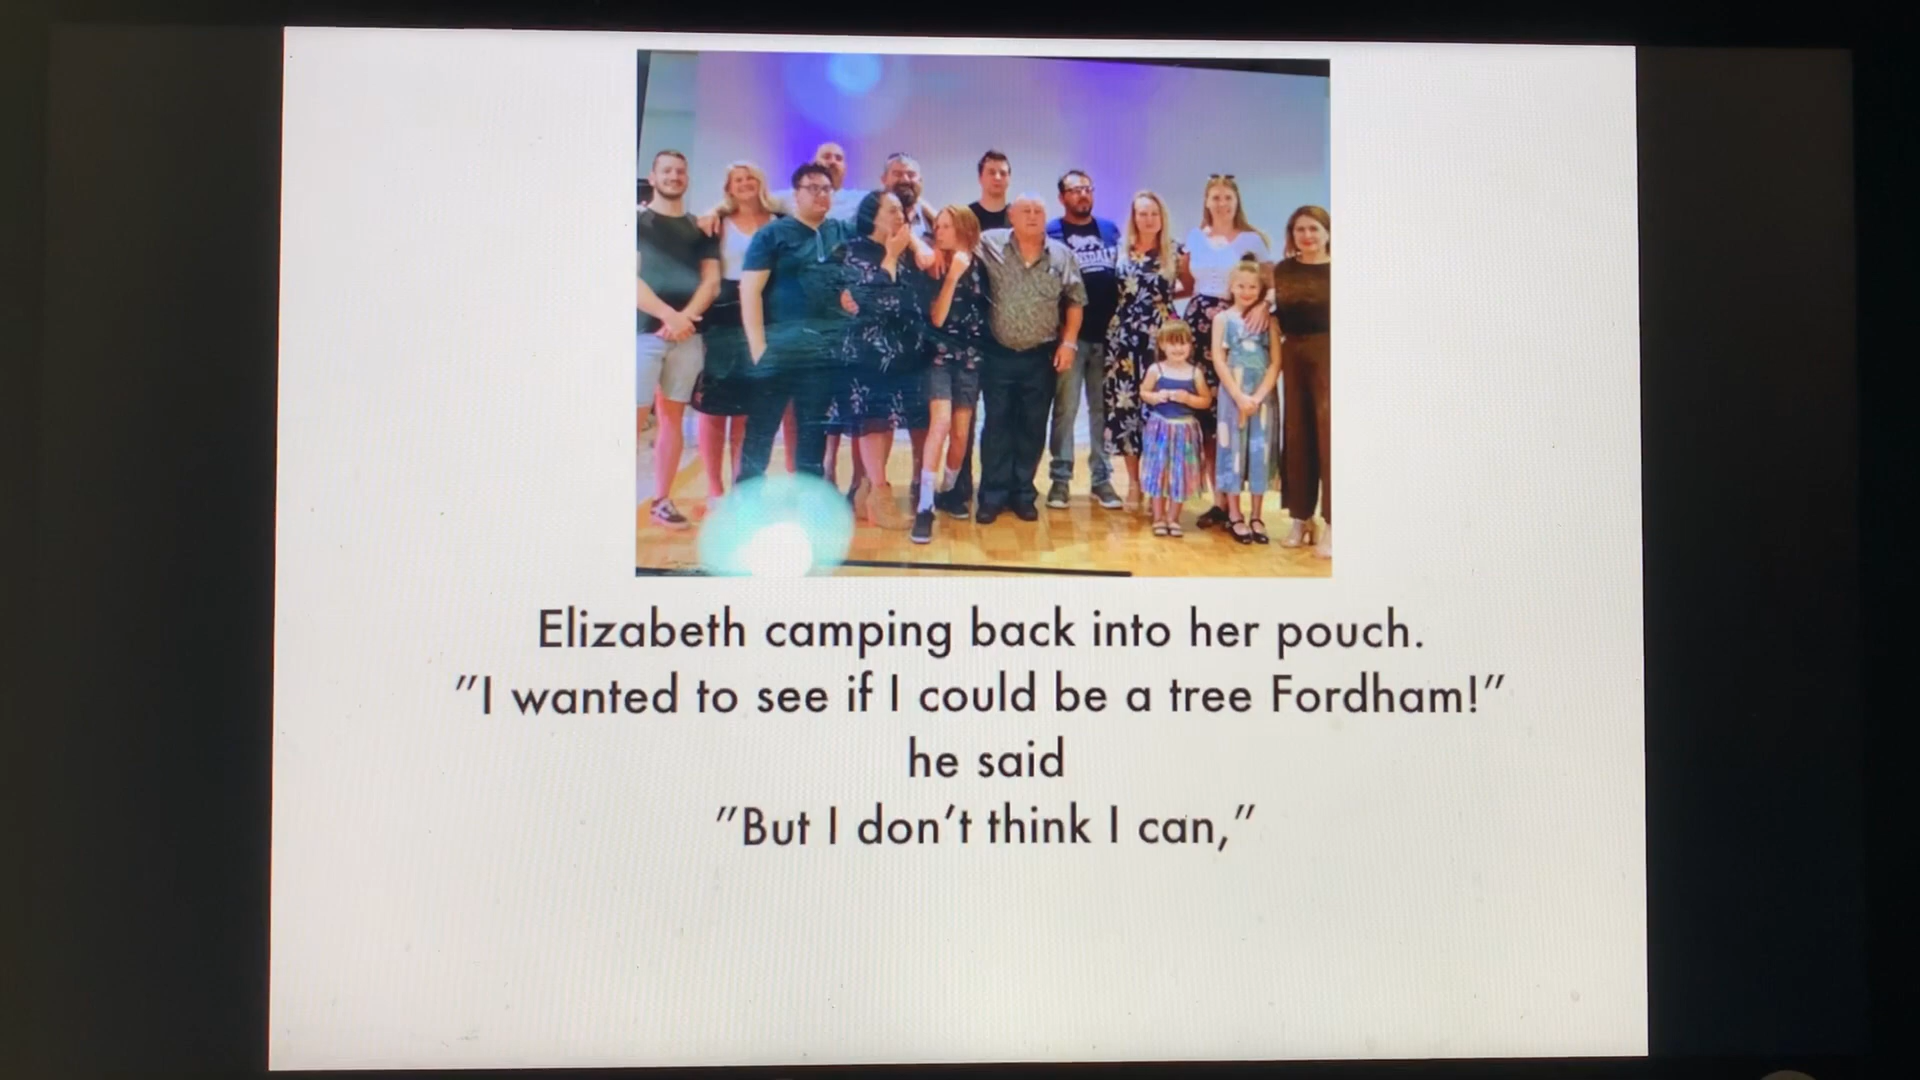 Elizabeth camping back into her pouch.
"I wanted to see if I could be a tree Fordham!"
he said
"But I don't think I can,"